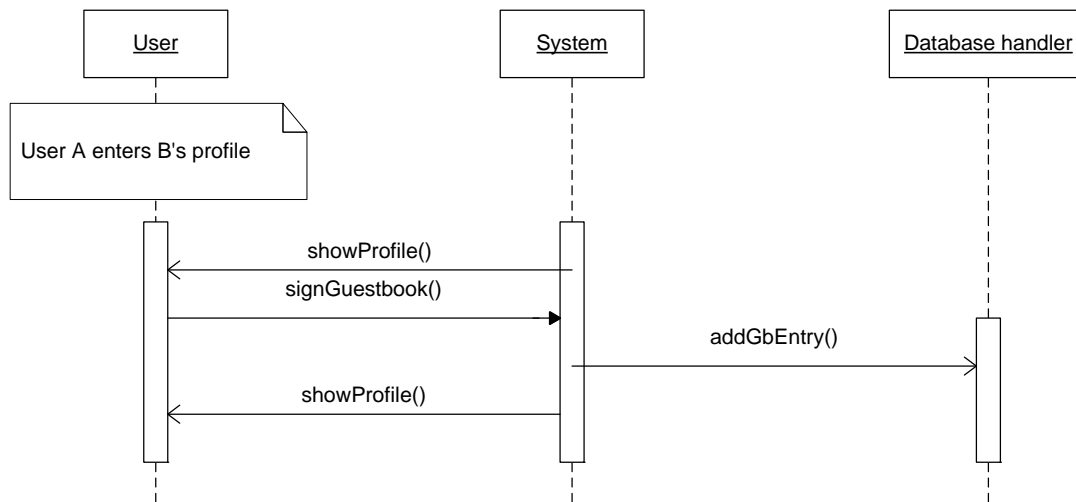 User
System
Database handler
User A enters B's profile
showProfile()
signGuestbook()
addGbEntry()
showProfile()